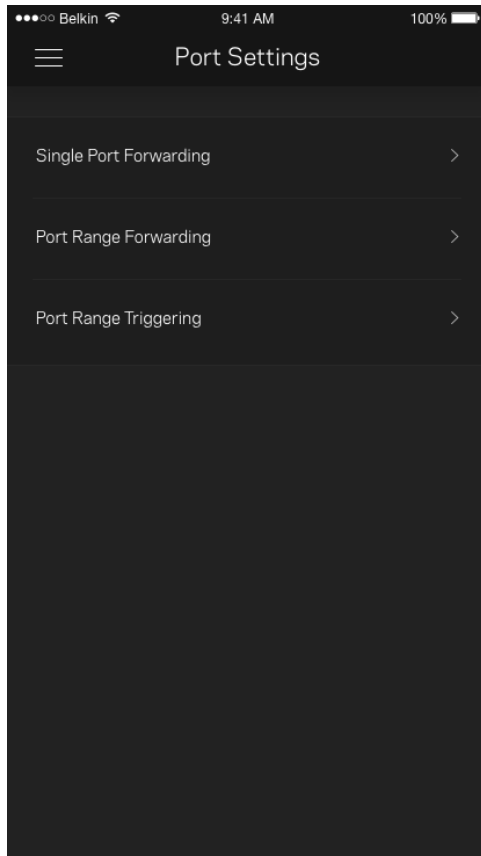 Belkin 9:41 AM 100%
Port Settings
Single Port Forwarding
Port Range Forwarding
Port Range Triggering